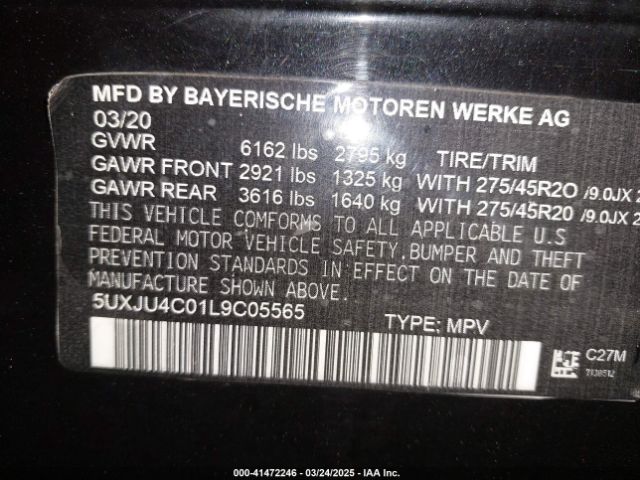 MFD BY BAYERISCHE MOTOREN WERKE AG
03/20
GVWR 6162 lbs 2795 kg TIRE/TRIM
GAWR FRONT 2921 lbs 1325 kg WITH 275/45R2O /9.0JX 2
GAWR REAR 3616 lbs 1640 kg WITH 275/45R20 /9.0JX 2
THIS VEHICLE COMFORMS TO ALL APPLICABLE U.S
FEDERAL MOTOR VEHICLE SAFETY.BUMPER AND THEFT
PREVENTION STANDARDS IN EFFECT ON THE DATE OF
MANUFACTURE SHOWN ABOVE.
5UXJU4C01L9C05565
TYPE: MPV
C27M
7130512
000-41472246 - 03/24/2025 - IAA Inc.